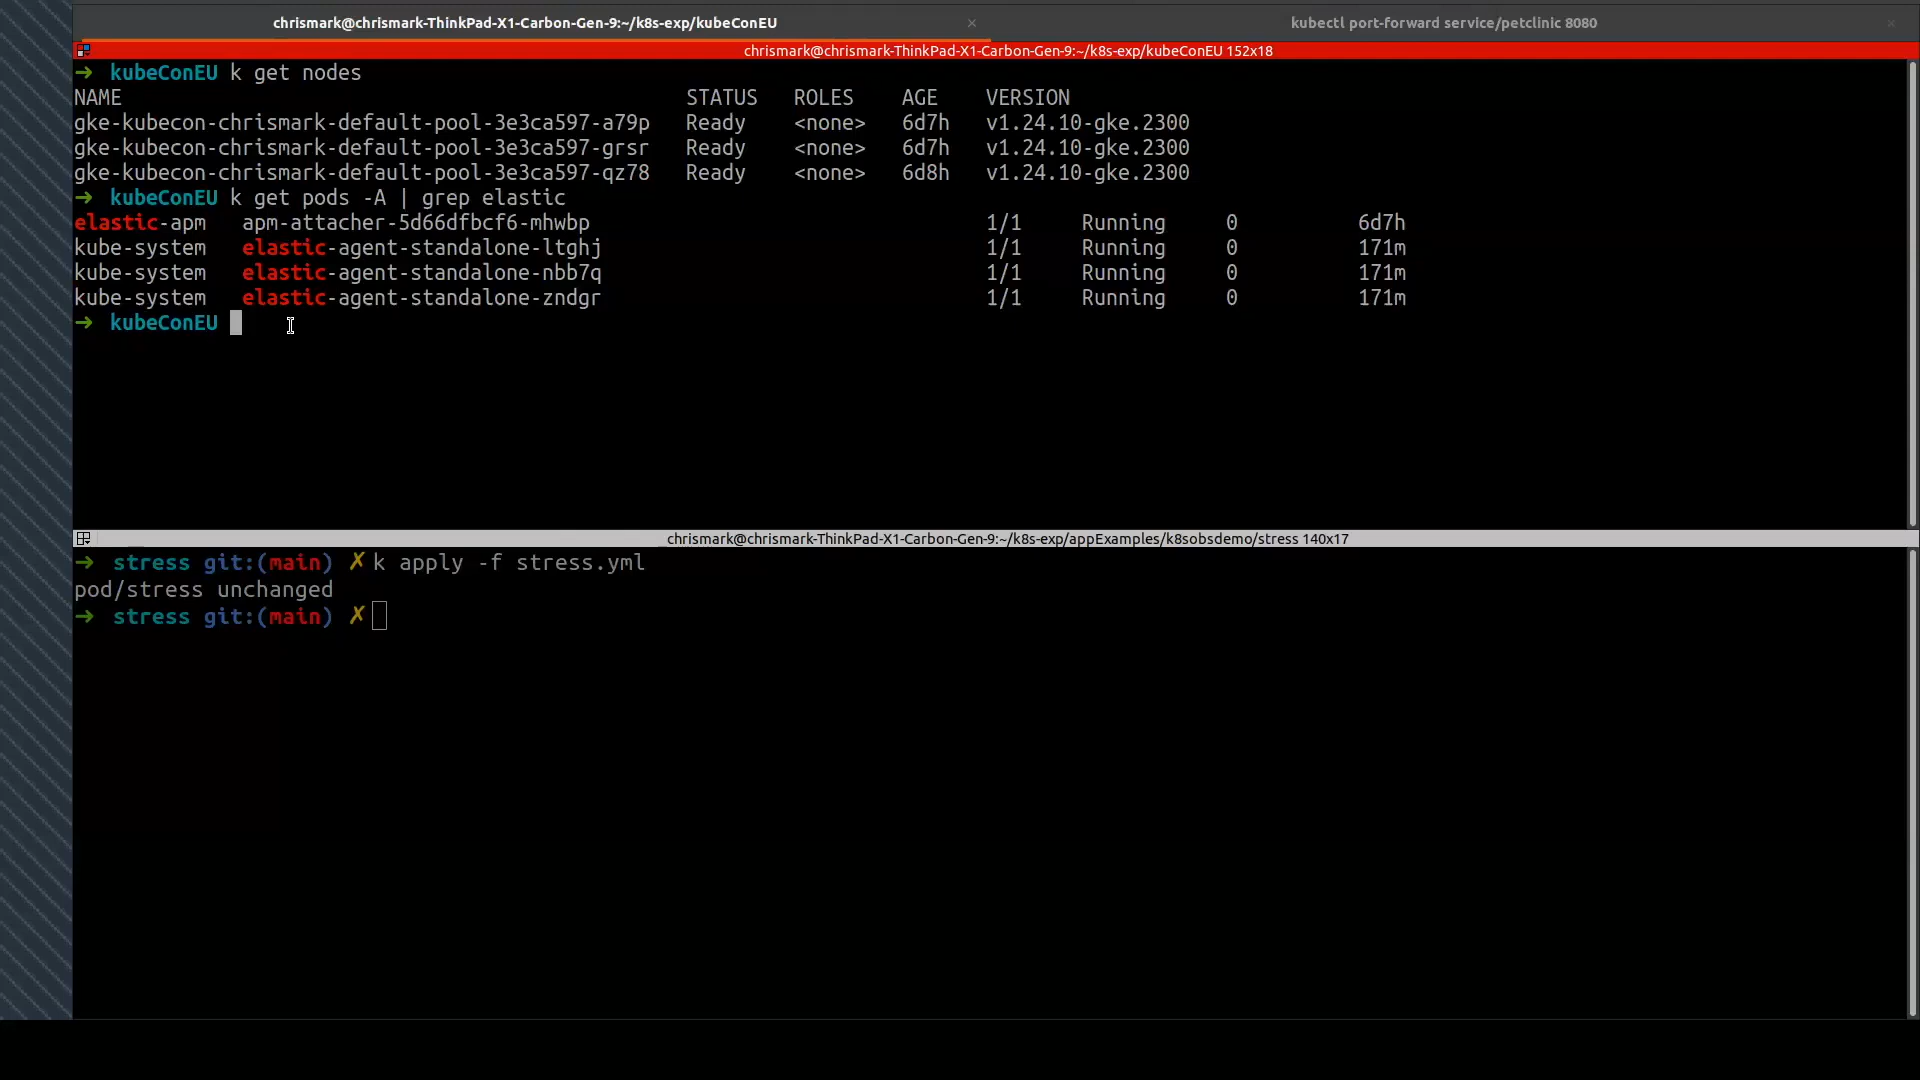 chrismark@chrismark-ThinkPad-X1-Carbon-Gen-9:~/k8s-exp/kubeConEU × kubectl port-forward service/petclinic 8080 ×
chrismark@chrismark-ThinkPad-X1-Carbon-Gen-9:~/k8s-exp/kubeConEU 152x18
→ kubeConEU k get nodes
NAME STATUS ROLES AGE VERSION
gke-kubecon-chrismark-default-pool-3e3ca597-a79p Ready <none> 6d7h v1.24.10-gke.2300
gke-kubecon-chrismark-default-pool-3e3ca597-grsr Ready <none> 6d7h v1.24.10-gke.2300
gke-kubecon-chrismark-default-pool-3e3ca597-qz78 Ready <none> 6d8h v1.24.10-gke.2300
→ kubeConEU k get pods -A | grep elastic
elastic-apm apm-attacher-5d66dfbcf6-mhwbp 1/1 Running 0 6d7h
kube-system elastic-agent-standalone-ltghj 1/1 Running 0 171m
kube-system elastic-agent-standalone-nbb7q 1/1 Running 0 171m
kube-system elastic-agent-standalone-zndgr 1/1 Running 0 171m
→ kubeConEU
chrismark@chrismark-ThinkPad-X1-Carbon-Gen-9:~/k8s-exp/appExamples/k8sobsdemo/stress 140x17
→ stress git:(main) ✗ k apply -f stress.yml
pod/stress unchanged
→ stress git:(main) ✗